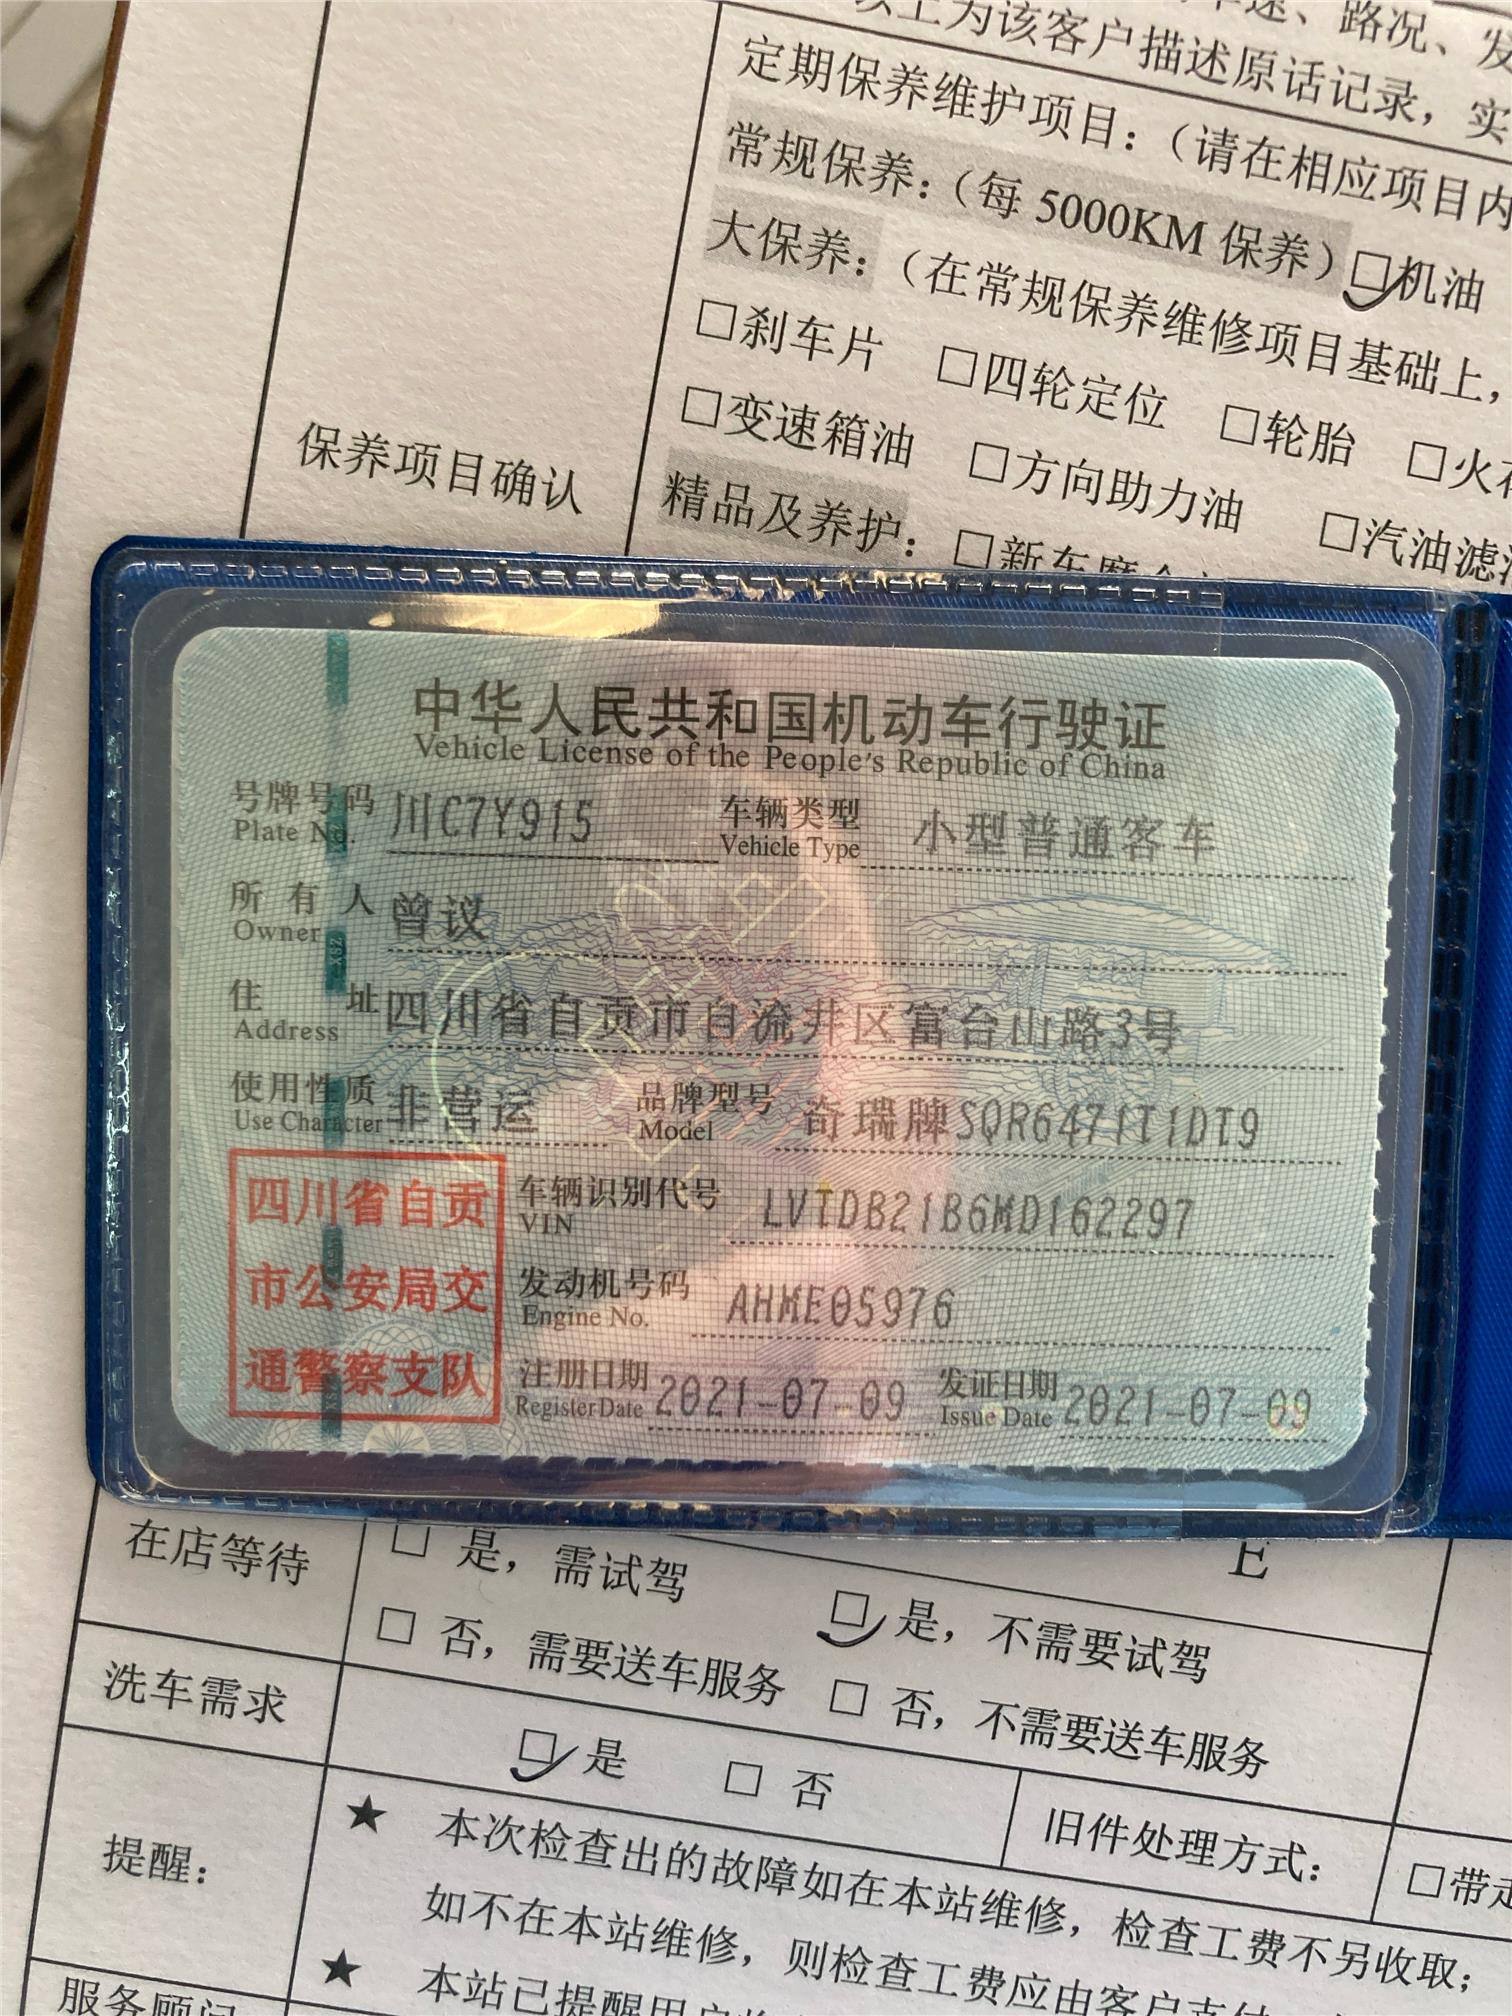 以上为该客户描述原话记录，实
定期保养维护项目：（请在相应项目内
常规保养：（每 5000KM 保养）□机油
大保养：（在常规保养维修项目基础上，
□刹车片 □四轮定位 □轮胎 □火
□变速箱油 □方向助力油 □汽油滤
保养项目确认
精品及养护： □新车
中华人民共和国机动车行驶证
Vehicle License of the People's Republic of China
号牌号码 川C7Y915 车辆类型 小型普通客车
Plate No. Vehicle Type
所有人 曾议
Owner
住址 四川省自贡市自流井区富台山路3号
Address
使用性质 非营运 品牌型号 奇瑞牌SQR6471T1DT9
Use Character Model
四川省自贡
市公安局交
通警察支队
车辆识别代号 LVTDB21B6MD162297
VIN
发动机号码 AHME05976
Engine No.
注册日期 2021-07-09 发证日期 2021-07-09
Register Date Issue Date
E
在店等待 □ 是，需试驾 □ 是，不需要试驾
□ 否，需要送车服务 □ 否，不需要送车服务
洗车需求 □ 是 □ 否 旧件处理方式： □带走
提醒：
★ 本次检查出的故障如在本站维修，检查工费不另收取；
如不在本站维修，则检查工费应由客户支付
★ 本站已提醒用户
服务顾问